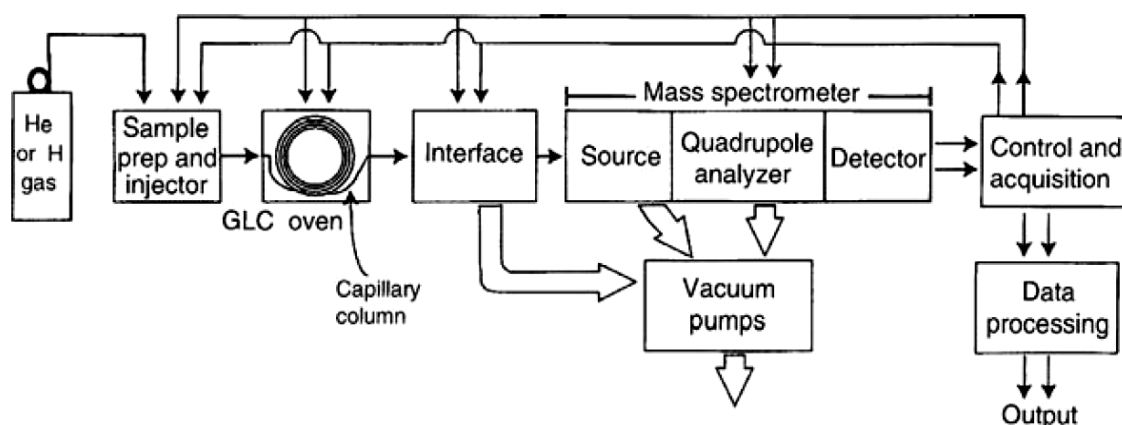 Mass spectrometer
He
or H
gas
Sample
prep and
injector
GLC oven
Capillary
column
Interface
Source
Quadrupole
analyzer
Detector
Control and
acquisition
Vacuum
pumps
Data
processing
Output